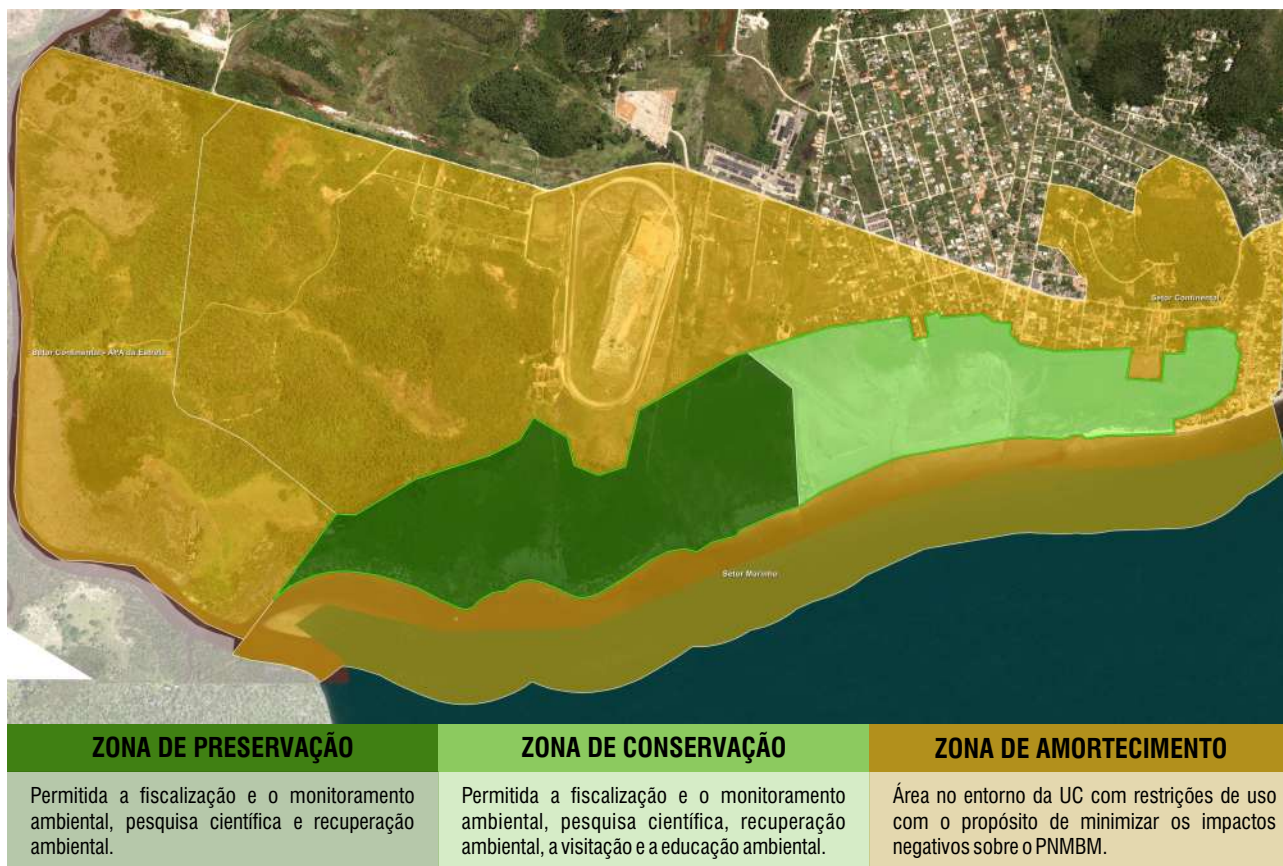 Setor Continental
Setor Continental - APA da Estrela
Setor Marinho
ZONA DE PRESERVAÇÃO
Permitida a fiscalização e o monitoramento
ambiental, pesquisa científica e recuperação
ambiental.
ZONA DE CONSERVAÇÃO
Permitida a fiscalização e o monitoramento
ambiental, pesquisa científica, recuperação
ambiental, a visitação e a educação ambiental.
ZONA DE AMORTECIMENTO
Área no entorno da UC com restrições de uso
com o propósito de minimizar os impactos
negativos sobre o PNMBM.